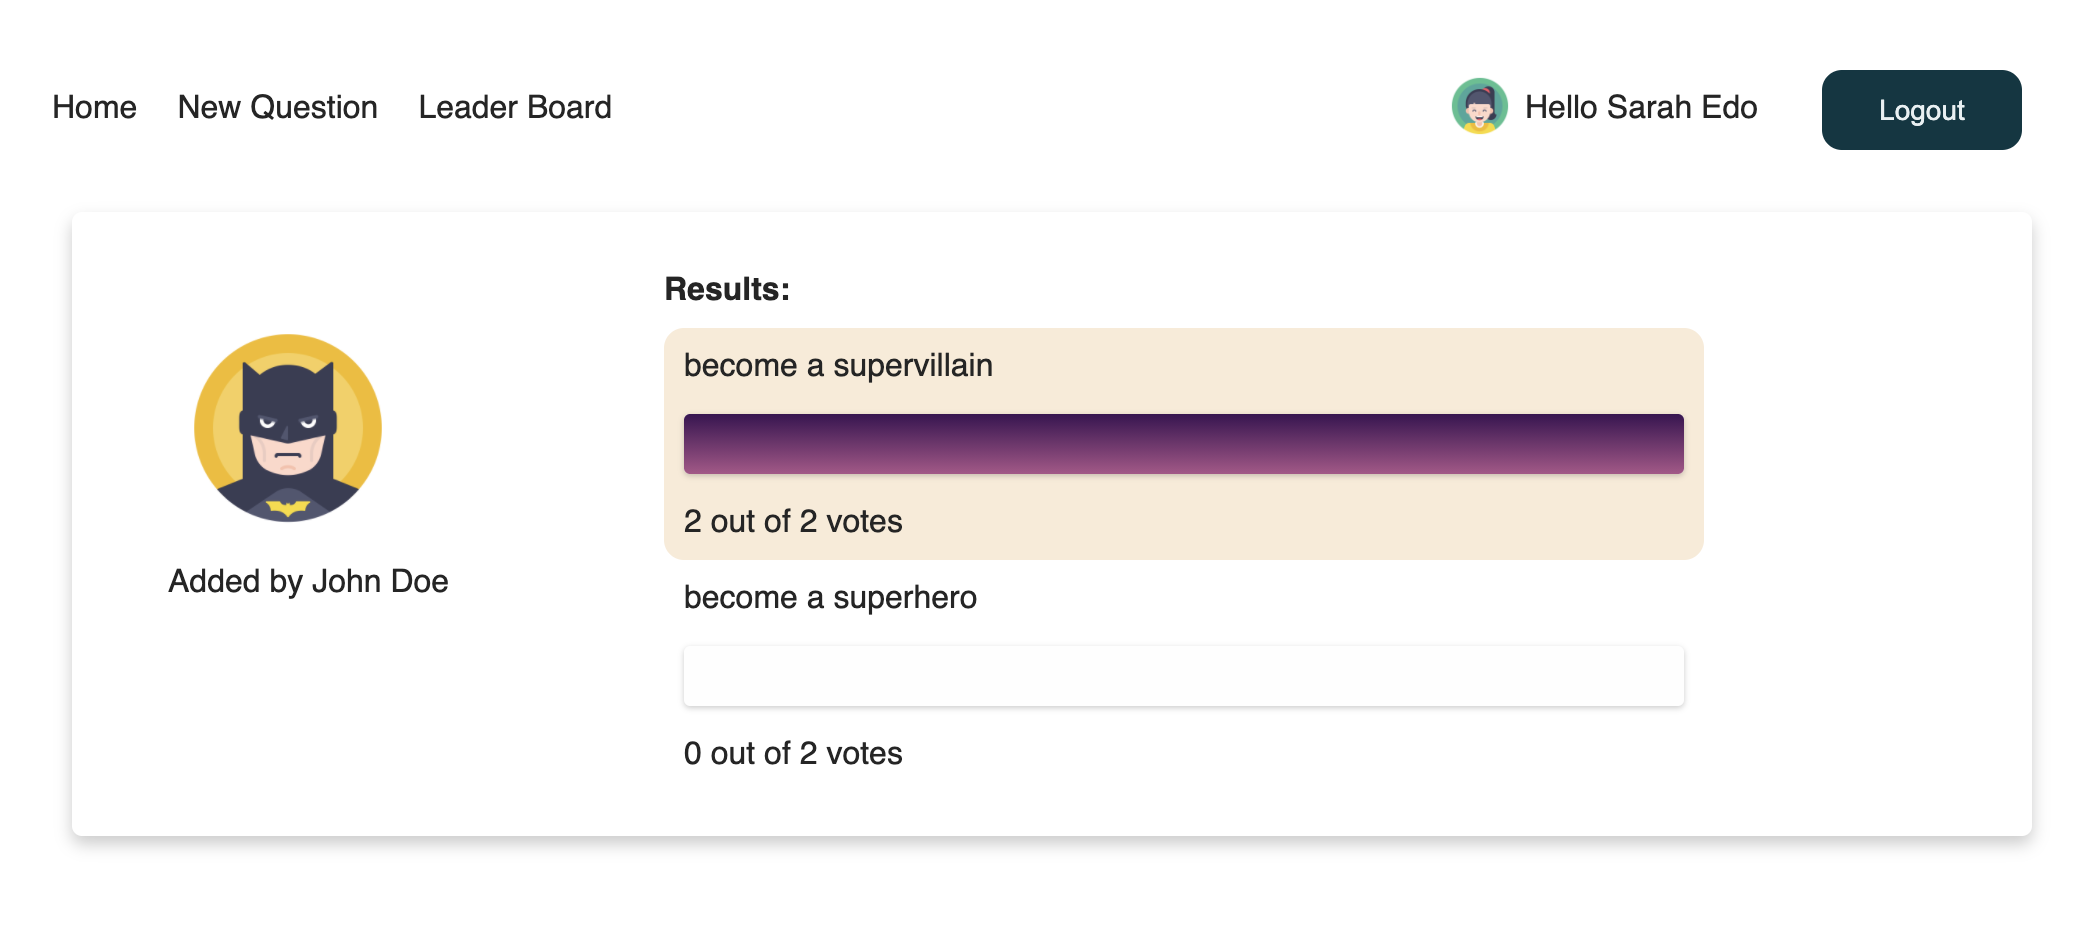 Home New Question Leader Board Hello Sarah Edo Logout
Results:
become a supervillain
2 out of 2 votes
Added by John Doe
become a superhero
0 out of 2 votes